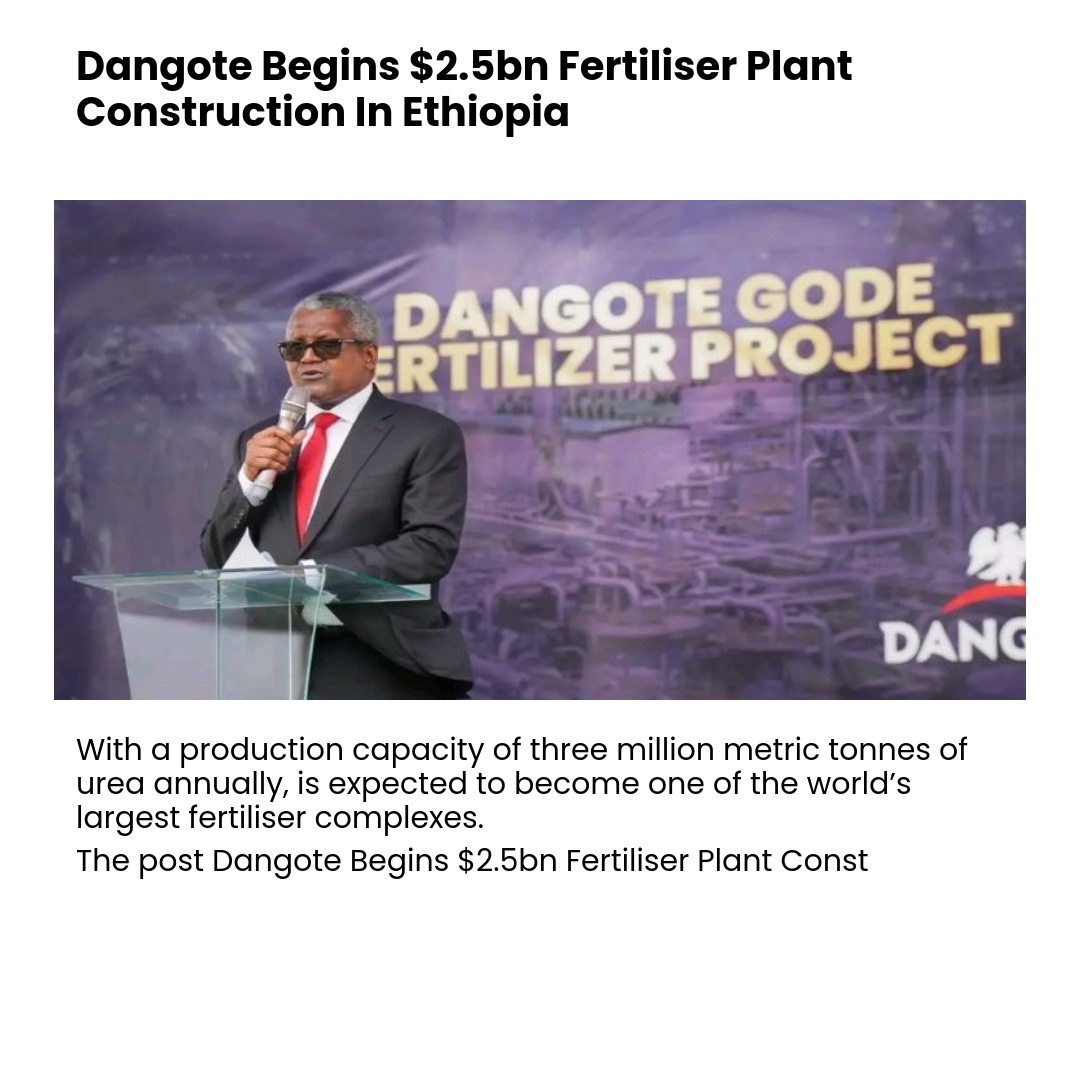 Dangote Begins $2.5bn Fertiliser Plant
Construction In Ethiopia
DANGOTE GODE
ERTILIZER PROJECT
DANG
With a production capacity of three million metric tonnes of
urea annually, is expected to become one of the world’s
largest fertiliser complexes.
The post Dangote Begins $2.5bn Fertiliser Plant Const